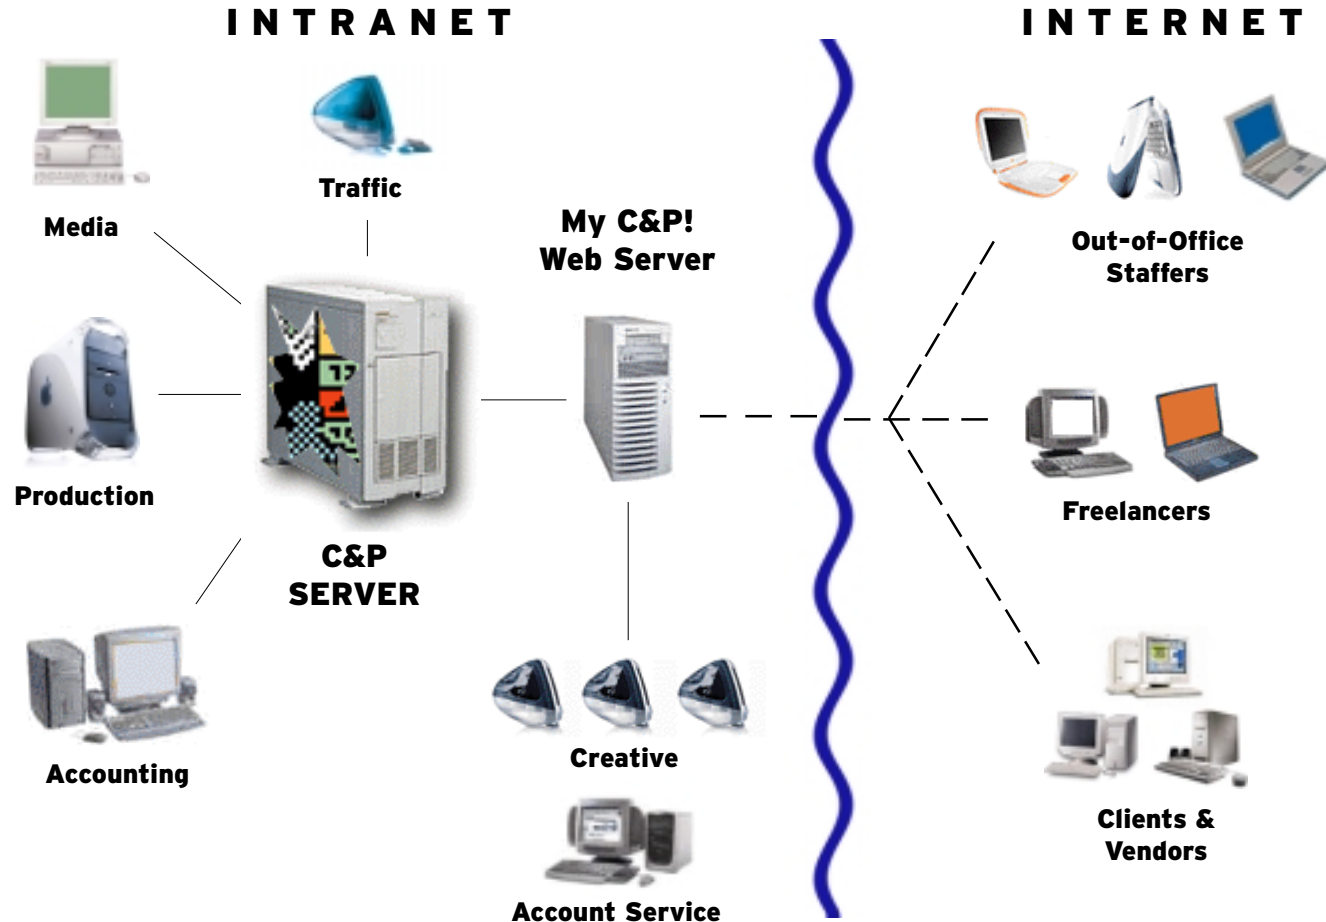 INTRANET
INTERNET
Media
Traffic
My C&P!
Web Server
Out-of-Office
Staffers
Production
C&P
SERVER
Freelancers
Accounting
Creative
Account Service
Clients &
Vendors